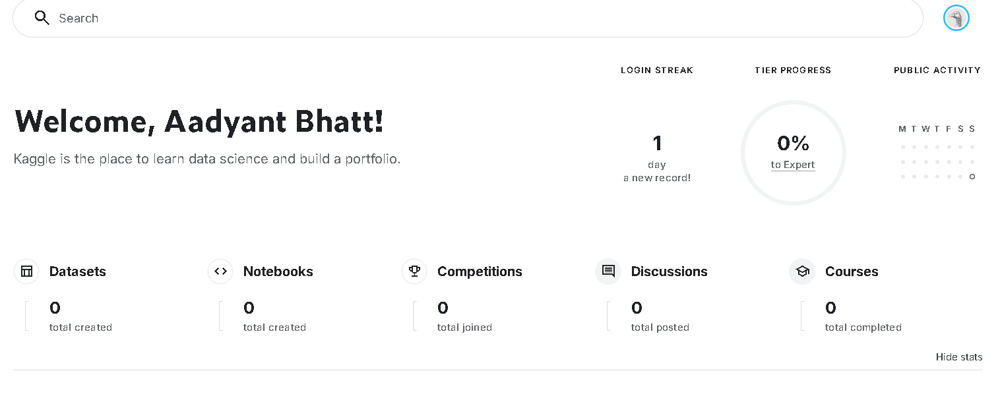 Search
LOGIN STREAK
TIER PROGRESS
PUBLIC ACTIVITY
Welcome, Aadyant Bhatt!
Kaggle is the place to learn data science and build a portfolio.
1
day
a new record!
0%
to Expert
M T W T F S S
Datasets
0
total created
Notebooks
0
total created
Competitions
0
total joined
Discussions
0
total posted
Courses
0
total completed
Hide stats